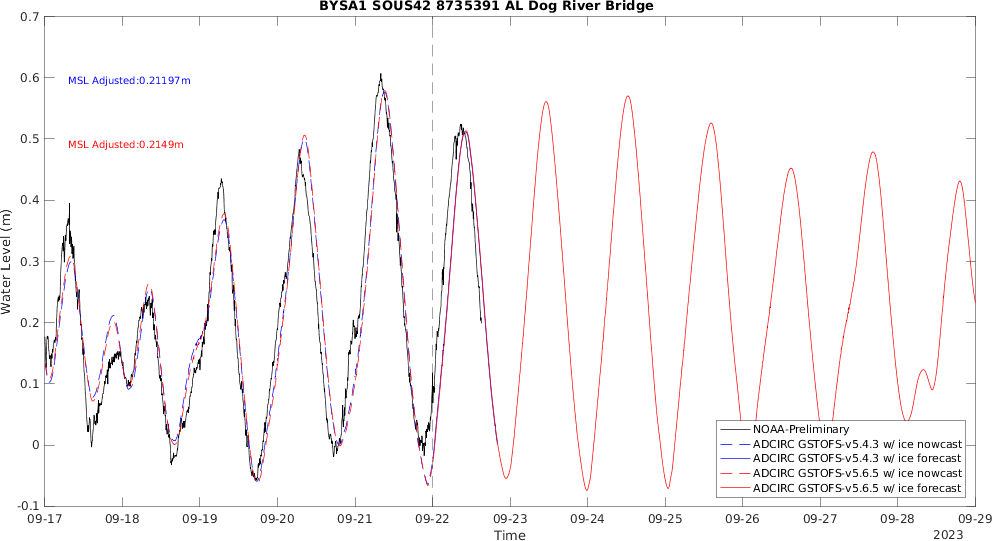 BYSA1 SOUS42 8735391 AL Dog River Bridge
0.7
0.6
0.5
0.4
0.3
0.2
0.1
0
-0.1
Water Level (m)
MSL Adjusted:0.21197m
MSL Adjusted:0.2149m
NOAA-Preliminary
ADCIRC GSTOFS-v5.4.3 w/ ice nowcast
ADCIRC GSTOFS-v5.4.3 w/ ice forecast
ADCIRC GSTOFS-v5.6.5 w/ ice nowcast
ADCIRC GSTOFS-v5.6.5 w/ ice forecast
09-17 09-18 09-19 09-20 09-21 09-22 09-23 09-24 09-25 09-26 09-27 09-28 09-29
Time
2023